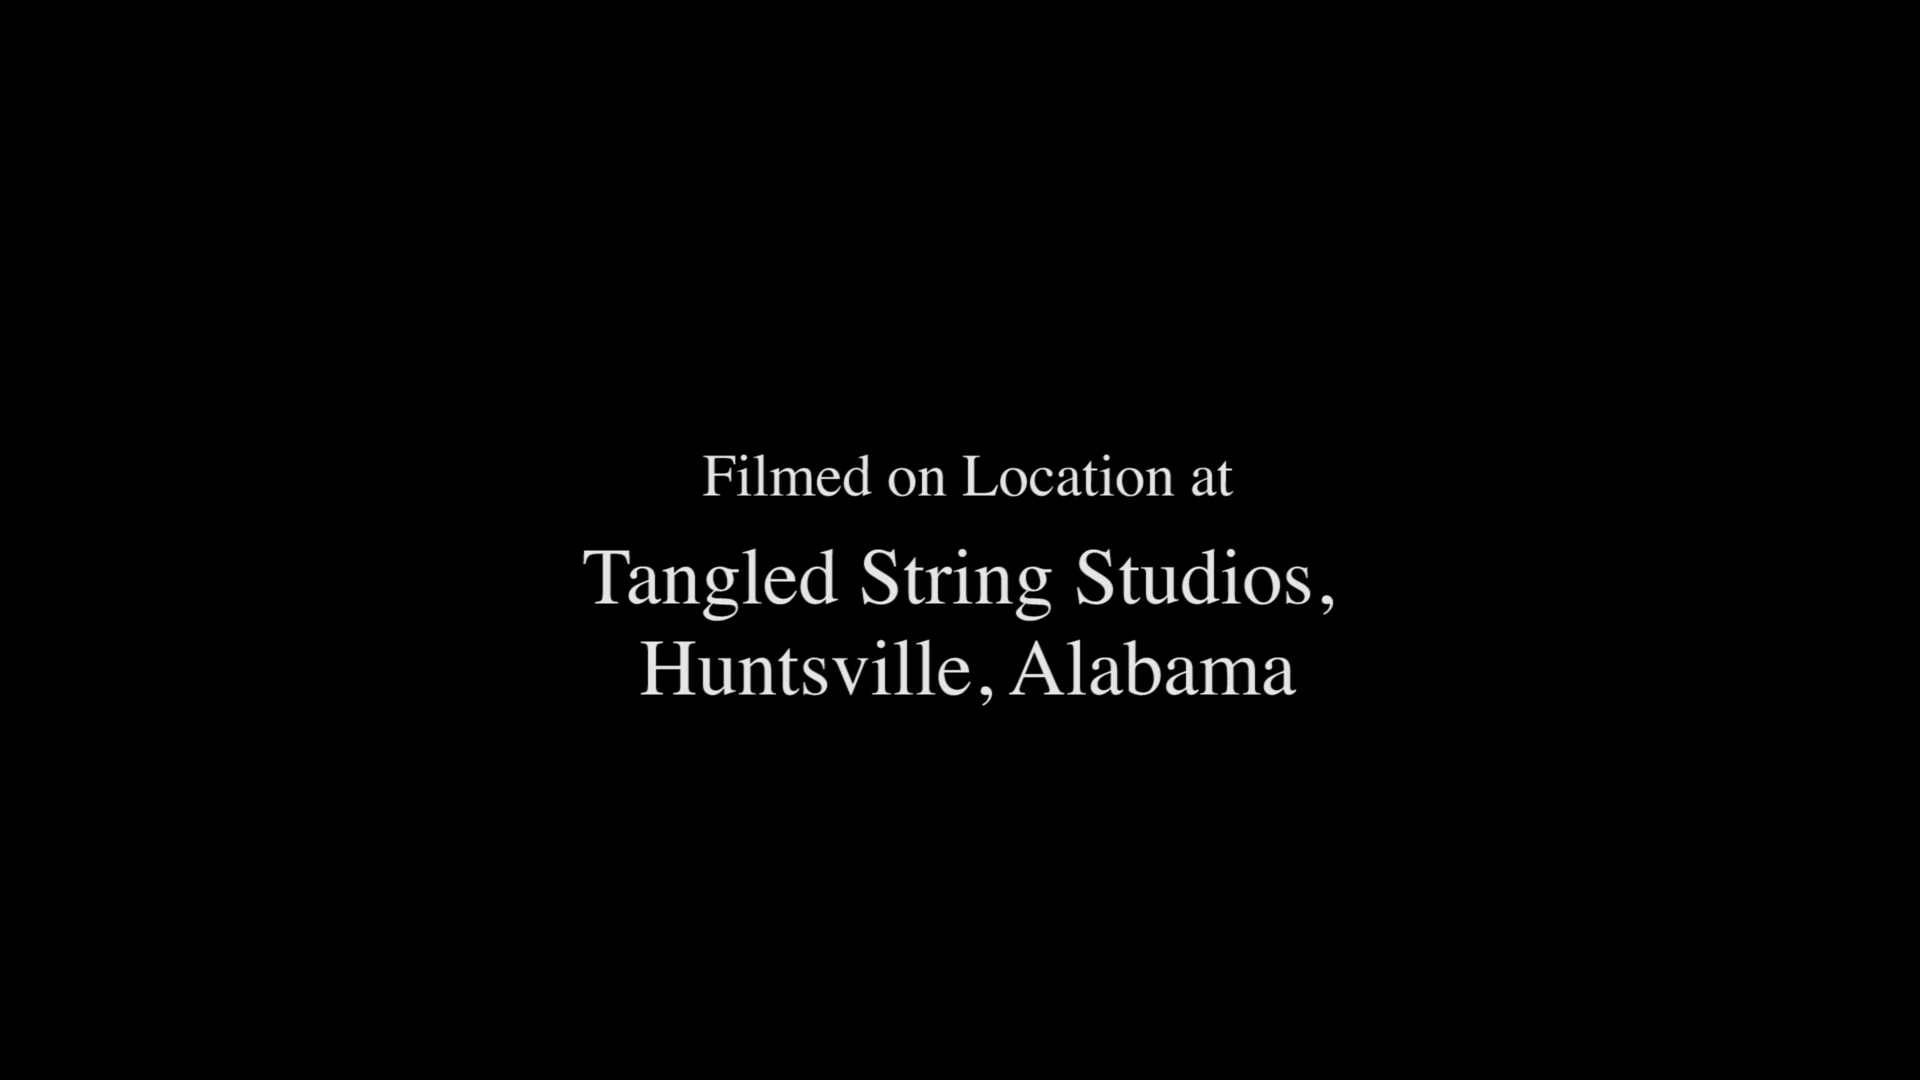 Filmed on Location at
Tangled String Studios,
Huntsville, Alabama